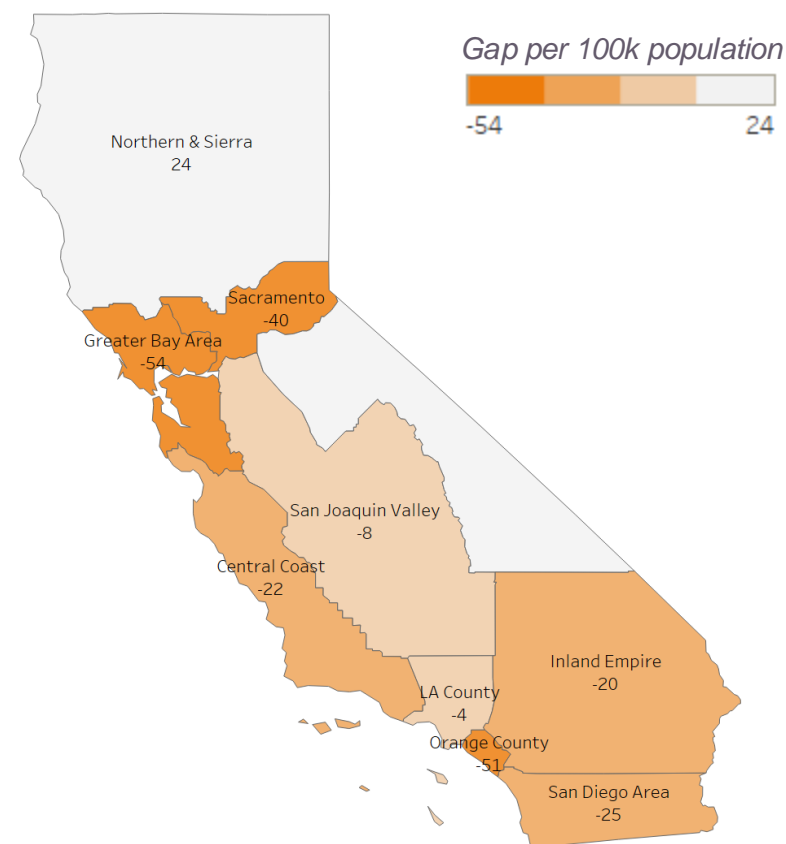 Gap per 100k population
-54 24
Northern & Sierra
24
Sacramento
-40
Greater Bay Area
-54
San Joaquin Valley
-8
Central Coast
-22
Inland Empire
-20
LA County
-4
Orange County
-51
San Diego Area
-25